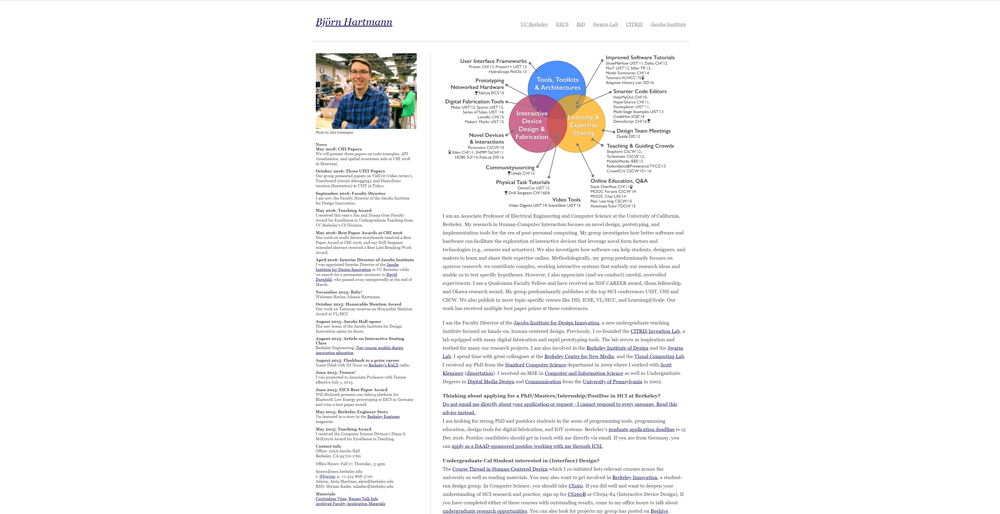 Björn Hartmann
UC Berkeley EECS BiD Swarm Lab CITRIS Jacobs Institute
Photo by Alex Greenspan
News
May 2018: CHI Papers
We will present three papers on code examples, API
visualization, and spatial awareness aids at CHI 2018
in Montreal.
October 2016: Three UIST Papers
Our group presented papers on VidCrit (video review),
Toastboard (circuit debugging), and DemoDraw
(motion illustration) at UIST in Tokyo.
September 2016: Faculty Director
I am now the Faculty Director of the Jacobs Institute
for Design Innovation.
May 2016: Teaching Award
I received this year's Jim and Donna Gray Faculty
Award for Excellence in Undergraduate Teaching from
UC Berkeley's CS Division.
May 2016: Best Paper Awards at CHI 2016
Our work on multi-device storyboards received a Best
Paper Award at CHI 2016, and our Drill Sergeant
extended abstract received a Best Late Breaking Work
Award.
April 2016: Interim Director of Jacobs Institute
I was appointed Interim Director of the Jacobs
Institute for Design Innovation at UC Berkeley while
we search for a permanent successor to David
Dornfeld, who passed away unexpectedly at the end of
March.
November 2015: Baby!
Welcome Harlan Johann Hartmann
October 2015: Honorable Mention Award
Our work on Tutorons receives an Honorable Mention
Award at VL/HCC
August 2015: Jacobs Hall opens
The new home of the Jacobs Institute for Design
Innovation opens its doors.
August 2015: Article on Interactive Seating
Class
Berkeley Engineering: New course models design
innovation education
August 2015: Flashback to a prior career
Guest DJed with DJ Noon on Berkeley's KALX radio.
June 2015: Tenure!
I was promoted to Associate Professor with Tenure
effective July 1, 2015.
June 2015: EICS Best Paper Award
Will McGrath presents our fabryq platform for
Bluetooth Low Energy prototyping at EICS in Germany
and wins a best paper award.
May 2015: Berkeley Engineer Story
I'm featured in a story in the Berkeley Engineer
magazine.
May 2015: Teaching Award
I received the Computer Science Divison's Diane S.
McEntyre Award for Excellence in Teaching.
Contact info
Office: 220A Jacobs Hall
Berkeley, CA 94720-1760
Office Hours: Fall'17: Thursday, 3-4pm
bjoern@eecs.berkeley.edu
t: @bjo3rn, p: +1-415-868-5720
Admin: Aleta Martinez, aleta@berkeley.edu
RSO: Miriam Kader, mkader@berkeley.edu
Materials
Curriculum Vitae, Recent Talk Info
Archived Faculty Application Materials
User Interface Frameworks
Proton CHI'12, Proton++ UIST'12
HydraScope PerDis'13
Prototyping
Networked Hardware
Fabryq EICS'15
Digital Fabrication Tools
Midas UIST'12, Sauron UIST'13,
Series of Tubes UIST '14,
Lamello CHI'15
Makers' Marks UIST'15
Novel Devices
& Interactions
Pictionaire CSCW'10
Eden CHI'11, 2HMM ToCHI'11
HOBS SUI'14, FiatLux DIS'16
Communitysourcing
Umati CHI'12
Physical Task Tutorials
DemoCut UIST'13,
Drill Sergeant CHI'16EA
Video Tools
Video Digests UIST'14, SceneSkim UIST'15
Tools, Toolkits
& Architectures
Interactive
Device
Design &
Fabrication
Learning &
Expertise
Sharing
Improved Software Tutorials
ShowMeHow UIST'11, Delta CHI'12
MixT UIST'12, Sifter TR'13,
Model Summaries CHI'14
Tutorons VL/HCC'15
Adaptive History List I3D'16
Smarter Code Editors
HelpMeOut CHI'10,
HyperSource CHI'11,
Stacksplorer UIST'11,
Multi-Stage Examples UIST'13
CodeHint ICSE'14
DemoScript CHI'16
Design Team Meetings
Dazzle DIS'12
Teaching & Guiding Crowds
Shepherd CSCW'12,
Turkomatic CSCW'12,
MobileWorks IEEE'12
Redundancy&Provenance TVCG'13
CrowdCrit CSCW'15+'16
Online Education, Q&A
Stack Overflow CHI'11
MOOC Forums CSCW'14
MOOC Chat LAS'14
Peer Learning CSCW'15
Automata Tutor TOCHI'15
I am an Associate Professor of Electrical Engineering and Computer Science at the University of California,
Berkeley. My research in Human-Computer Interaction focuses on novel design, prototyping, and
implementation tools for the era of post-personal computing. My group investigates how better software and
hardware can facilitate the exploration of interactive devices that leverage novel form factors and
technologies (e.g., sensors and actuators). We also investigate how software can help students, designers, and
makers to learn and share their expertise online. Methodologically, my group predominantly focuses on
systems research: we contribute complex, working interactive systems that embody our research ideas and
enable us to test specific hypotheses. However, I also appreciate (and we conduct) careful, controlled
experiments. I am a Qualcomm Faculty Fellow and have received an NSF CAREER award, Sloan fellowship,
and Okawa research award. My group predominantly publishes at the top HCI conferences UIST, CHI and
CSCW. We also publish in more topic-specific venues like DIS, ICSE, VL/HCC, and Learning@Scale. Our
work has received multiple best paper prizes at these conferences.
I am the Faculty Director of the Jacobs Institute for Design Innovation, a new undergraduate teaching
institute focused on hands-on, human-centered design. Previously, I co-founded the CITRIS Invention Lab, a
lab equipped with many digital fabrication and rapid prototyping tools. The lab serves as inspiration and
testbed for many our research projects. I am also involved in the Berkeley Institute of Design and the Swarm
Lab. I spend time with great colleagues at the Berkeley Center for New Media, and the Visual Computing Lab.
I received my PhD from the Stanford Computer Science department in 2009 where I worked with Scott
Klemmer (dissertation). I received an MSE in Computer and Information Science as well as Undergraduate
Degrees in Digital Media Design and Communication from the University of Pennsylvania in 2002.
Thinking about applying for a PhD/Masters/Internship/PostDoc in HCI at Berkeley?
Do not email me directly about your application or request - I cannot respond to every message. Read this
advice instead.
I am looking for strong PhD and postdocs students in the areas of programming tools, programming
education, design tools for digital fabrication, and IOT systems. Berkeley's graduate application deadline is 15
Dec 2016. Postdoc candidates should get in touch with me directly via email. If you are from Germany, you
can apply as a DAAD-sponsored postdoc working with me through ICSI.
Undergraduate Cal Student interested in (Interface) Design?
The Course Thread in Human-Centered Design which I co-initiated lists relevant courses across the
university as well as reading materials. You may also want to get involved in Berkeley Innovation, a student-
run design group. In Computer Science, you should take CS160. If you did well and want to deepen your
understanding of HCI research and practice, sign up for CS260B or CS294-84 (Interactive Device Design). If
you have completed either of these courses with outstanding results, come to my office hours to talk about
undergraduate research opportunities. You can also look for projects my group has posted on Beehive.